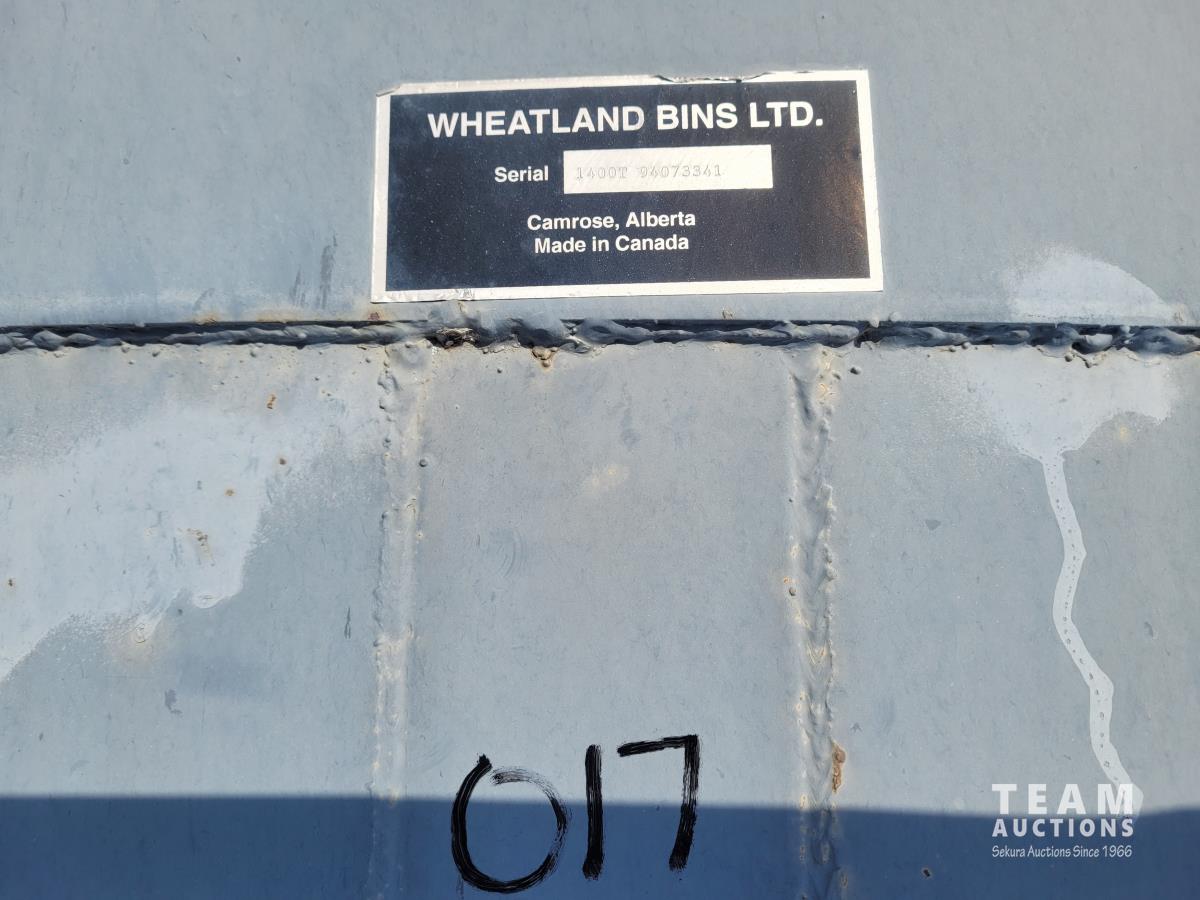 WHEATLAND BINS LTD.
Serial 1400T 94073341
Camrose, Alberta
Made in Canada
017
TEAM
AUCTIONS
Sekura Auctions Since 1966